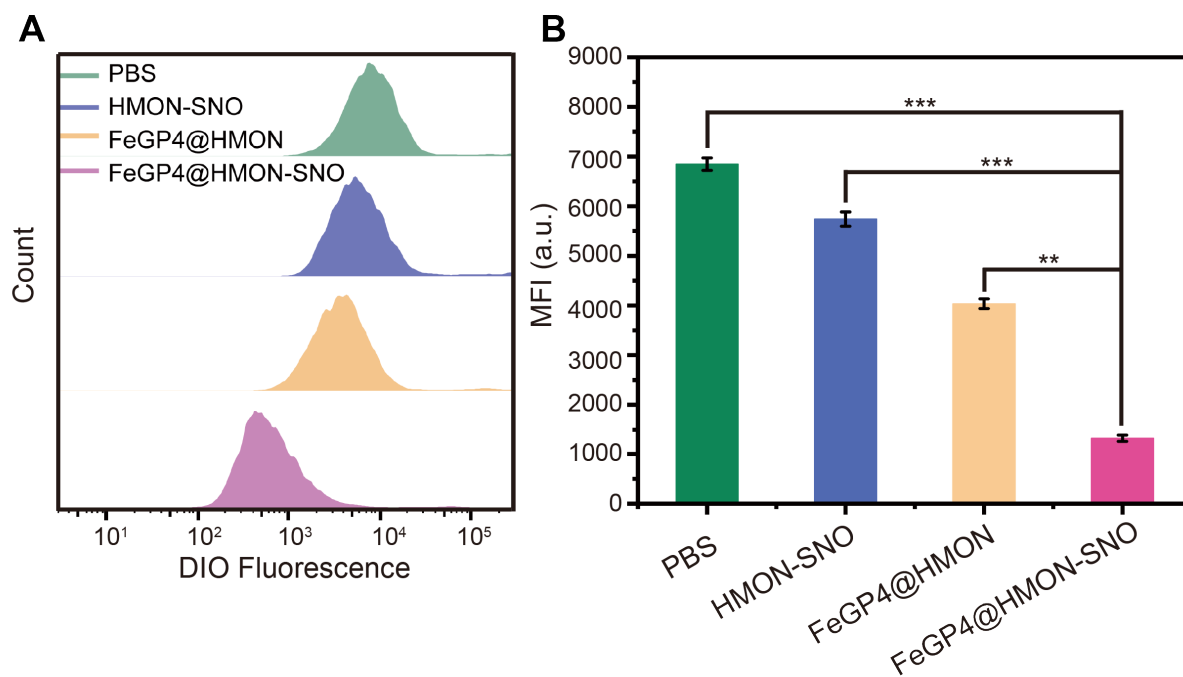 A
PBS
HMON-SNO
FeGP4@HMON
FeGP4@HMON-SNO
Count
10¹ 10² 10³ 10⁴ 10⁵
DIO Fluorescence
B
9000
8000
7000
6000
5000
4000
3000
2000
1000
0
MFI (a.u.)
***
***
**
PBS
HMON-SNO
FeGP4@HMON
FeGP4@HMON-SNO